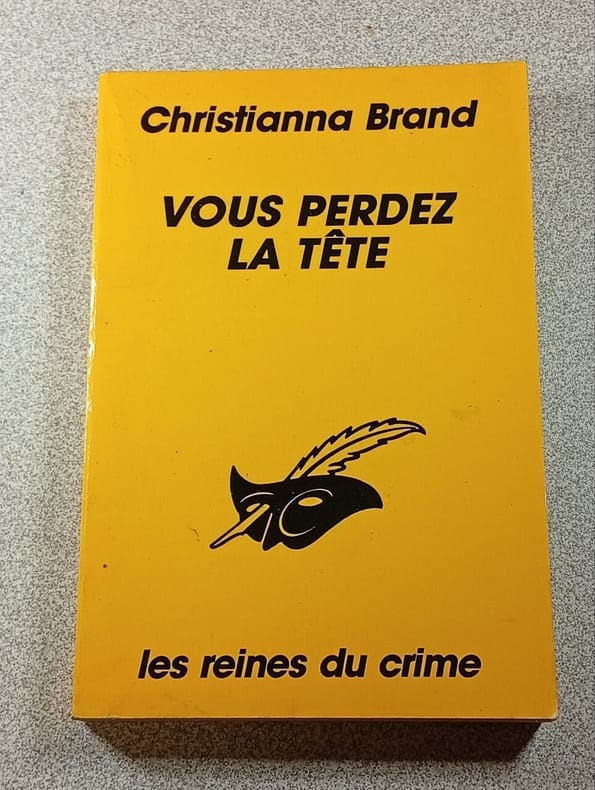 Christianna Brand
VOUS PERDEZ
LA TÊTE
les reines du crime